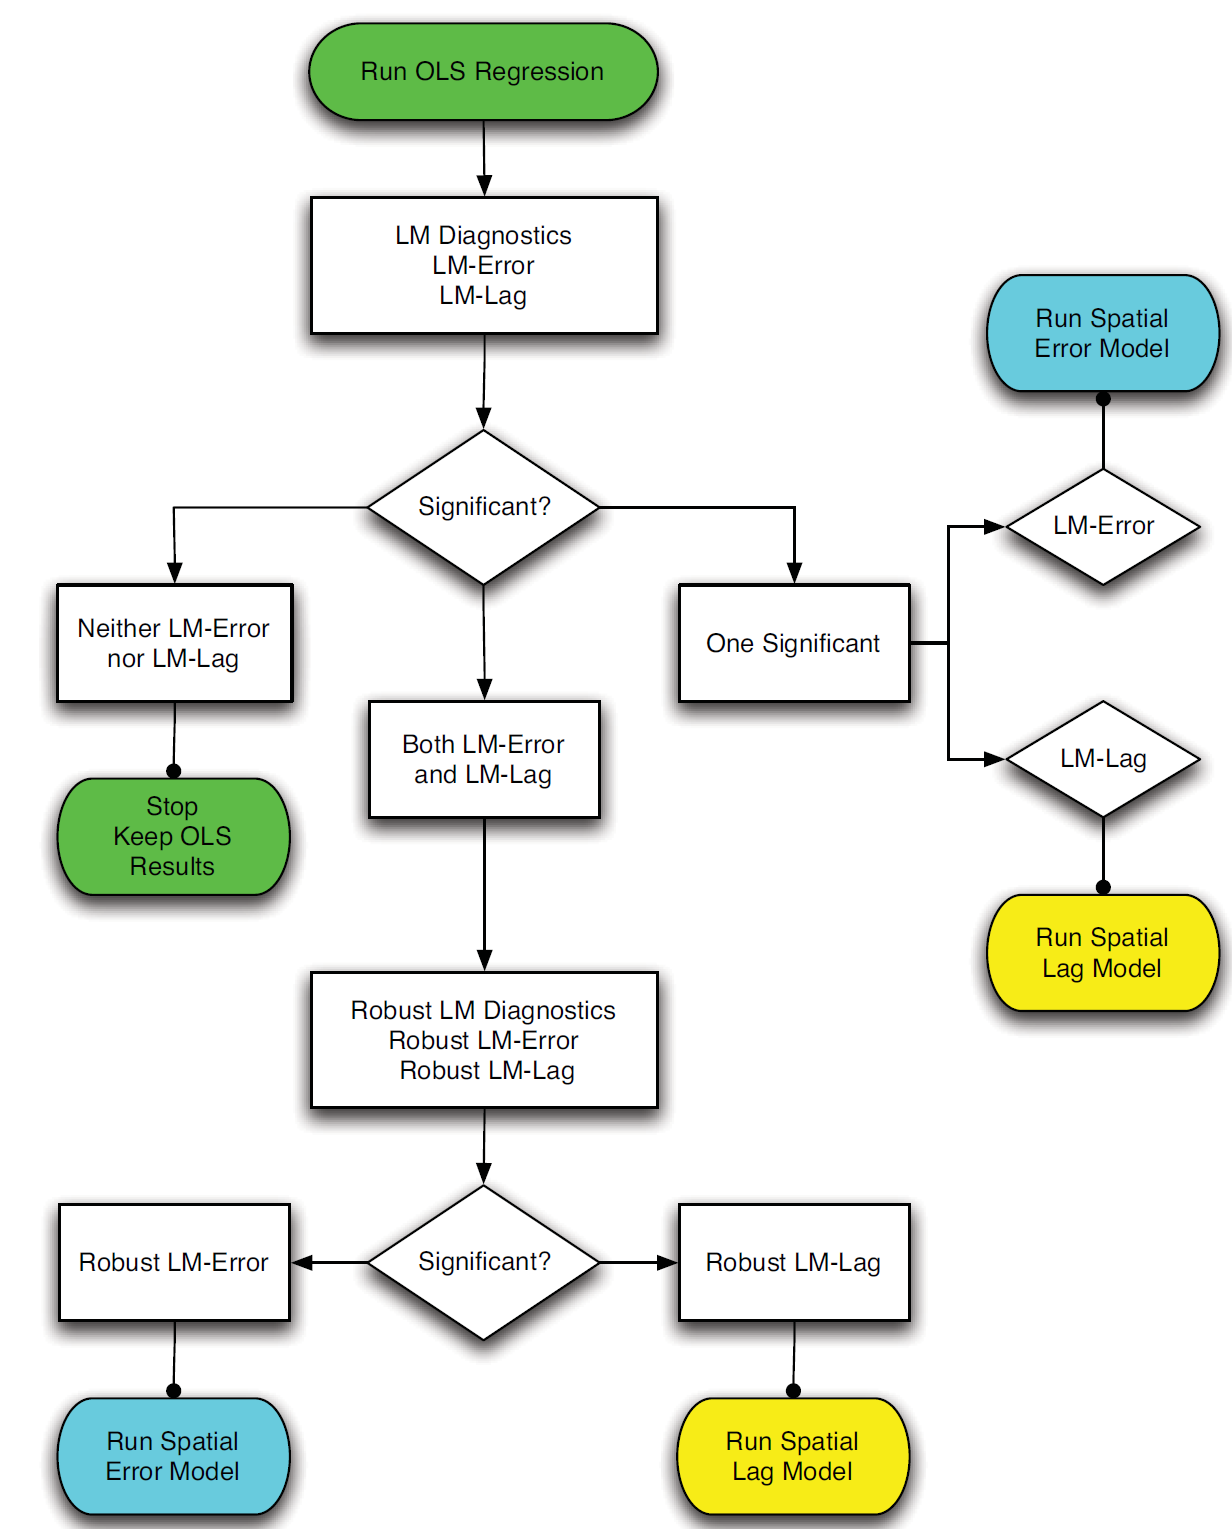 Run OLS Regression
LM Diagnostics
LM-Error
LM-Lag
Run Spatial
Error Model
Significant?
LM-Error
Neither LM-Error
nor LM-Lag
One Significant
Both LM-Error
and LM-Lag
LM-Lag
Stop
Keep OLS
Results
Run Spatial
Lag Model
Robust LM Diagnostics
Robust LM-Error
Robust LM-Lag
Robust LM-Error
Significant?
Robust LM-Lag
Run Spatial
Error Model
Run Spatial
Lag Model